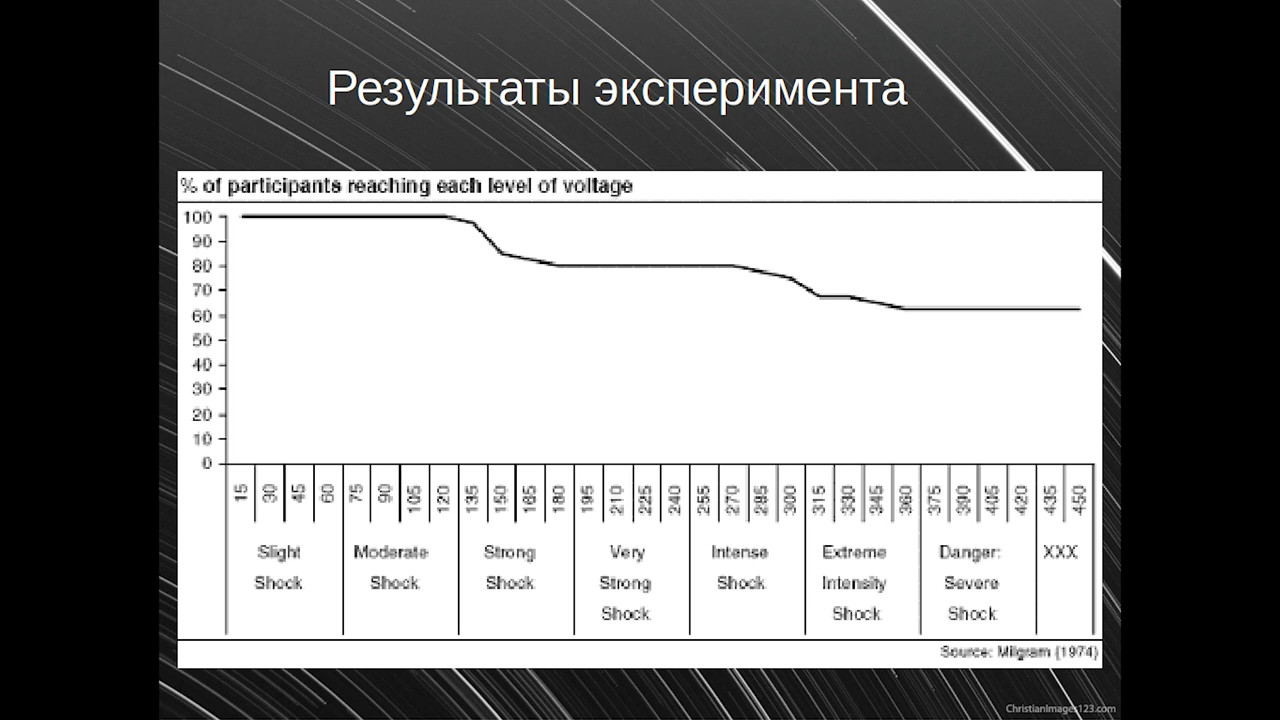 Результаты эксперимента
% of participants reaching each level of voltage
100
90
80
70
60
50
40
30
20
10
0
15 30 45 60 75 90 105 120 135 150 165 180 195 210 225 240 255 270 285 300 315 330 345 360 375 390 405 420 435 450
Slight Moderate Strong Very Intense Extreme Danger: XXX
Shock Shock Shock Strong Shock Intensity Severe
Shock Shock Shock
Source: Milgram (1974)
ChristianImages123.com